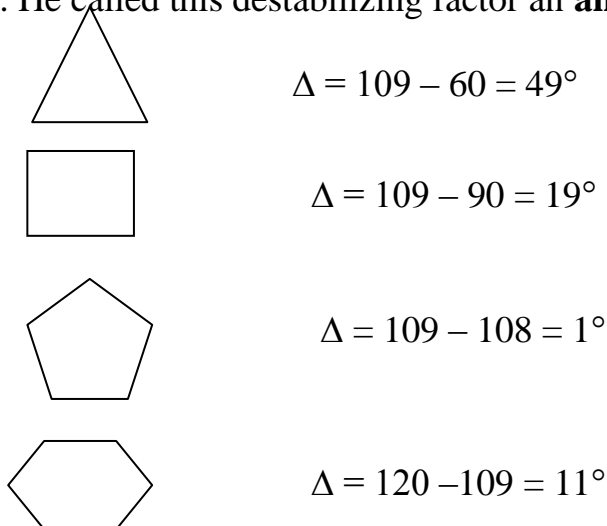 . He called this destabilizing factor an
Δ = 109 – 60 = 49°
Δ = 109 – 90 = 19°
Δ = 109 – 108 = 1°
Δ = 120 –109 = 11°